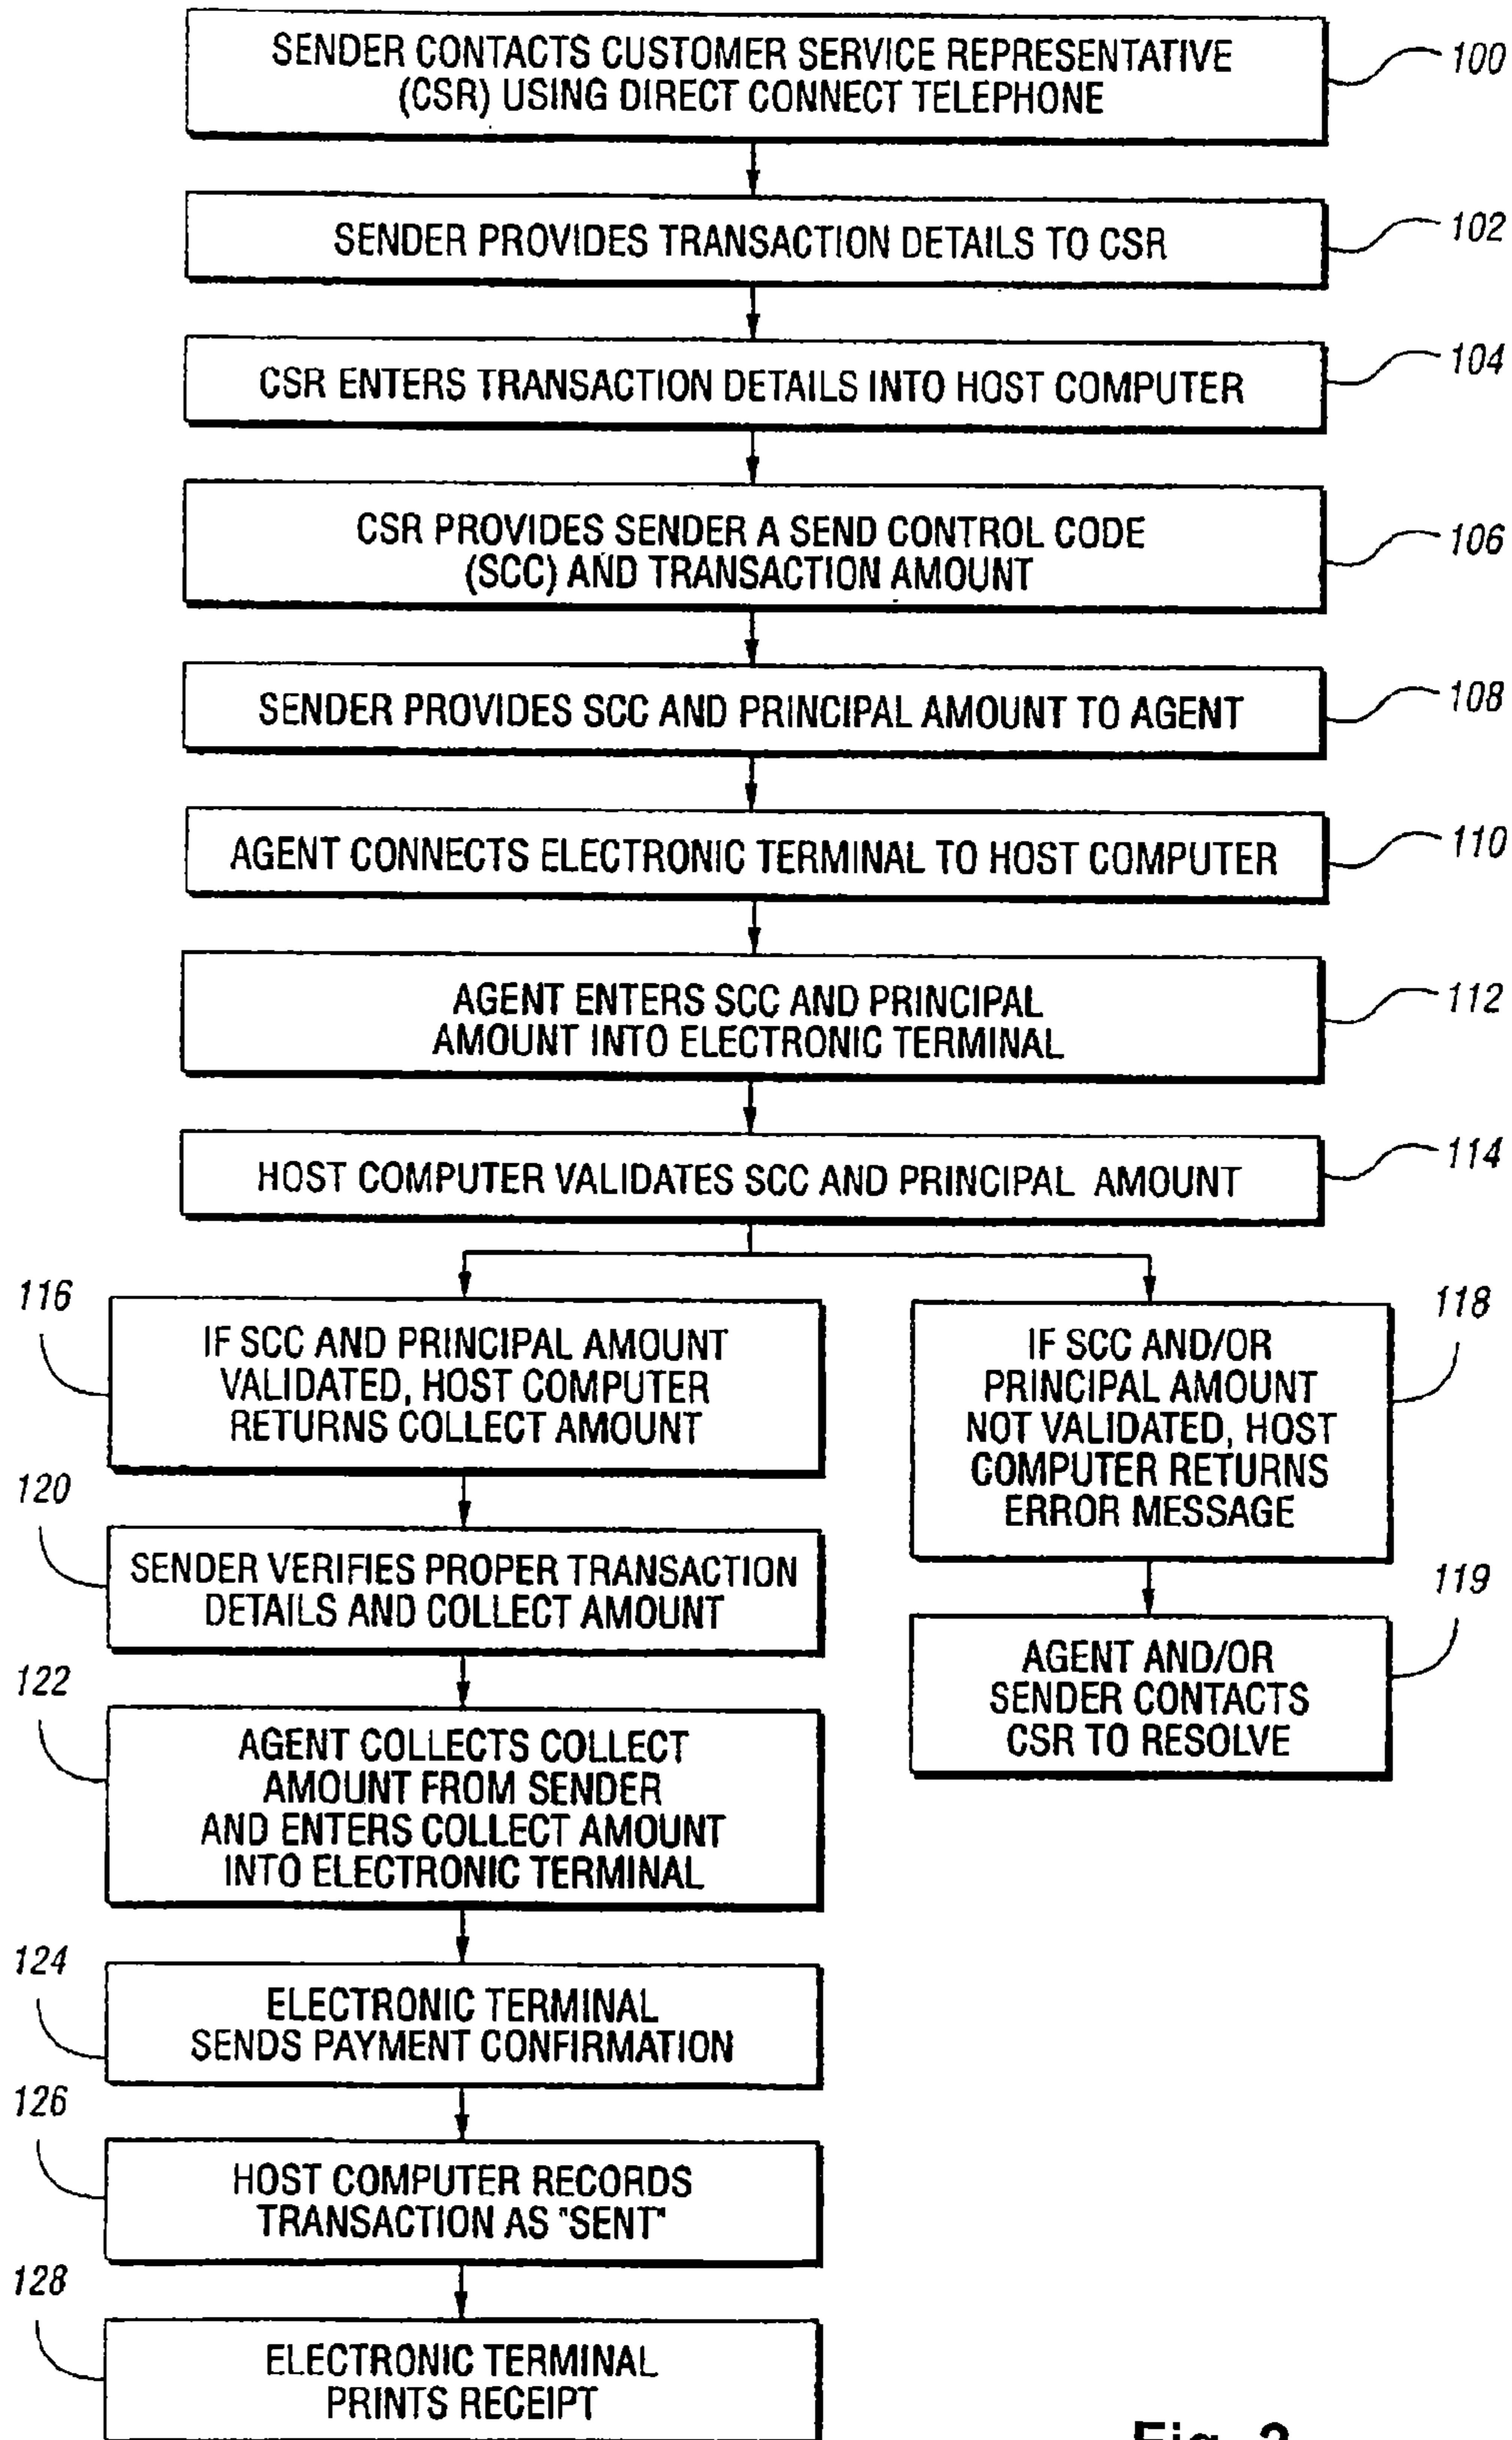 SENDER CONTACTS CUSTOMER SERVICE REPRESENTATIVE
(CSR) USING DIRECT CONNECT TELEPHONE
100
SENDER PROVIDES TRANSACTION DETAILS TO CSR
102
CSR ENTERS TRANSACTION DETAILS INTO HOST COMPUTER
104
CSR PROVIDES SENDER A SEND CONTROL CODE
(SCC) AND TRANSACTION AMOUNT
106
SENDER PROVIDES SCC AND PRINCIPAL AMOUNT TO AGENT
108
AGENT CONNECTS ELECTRONIC TERMINAL TO HOST COMPUTER
110
AGENT ENTERS SCC AND PRINCIPAL
AMOUNT INTO ELECTRONIC TERMINAL
112
HOST COMPUTER VALIDATES SCC AND PRINCIPAL AMOUNT
114
116
IF SCC AND PRINCIPAL AMOUNT
VALIDATED, HOST COMPUTER
RETURNS COLLECT AMOUNT
118
IF SCC AND/OR
PRINCIPAL AMOUNT
NOT VALIDATED, HOST
COMPUTER RETURNS
ERROR MESSAGE
120
SENDER VERIFIES PROPER TRANSACTION
DETAILS AND COLLECT AMOUNT
119
AGENT AND/OR
SENDER CONTACTS
CSR TO RESOLVE
122
AGENT COLLECTS COLLECT
AMOUNT FROM SENDER
AND ENTERS COLLECT AMOUNT
INTO ELECTRONIC TERMINAL
124
ELECTRONIC TERMINAL
SENDS PAYMENT CONFIRMATION
126
HOST COMPUTER RECORDS
TRANSACTION AS "SENT"
128
ELECTRONIC TERMINAL
PRINTS RECEIPT
Fig.